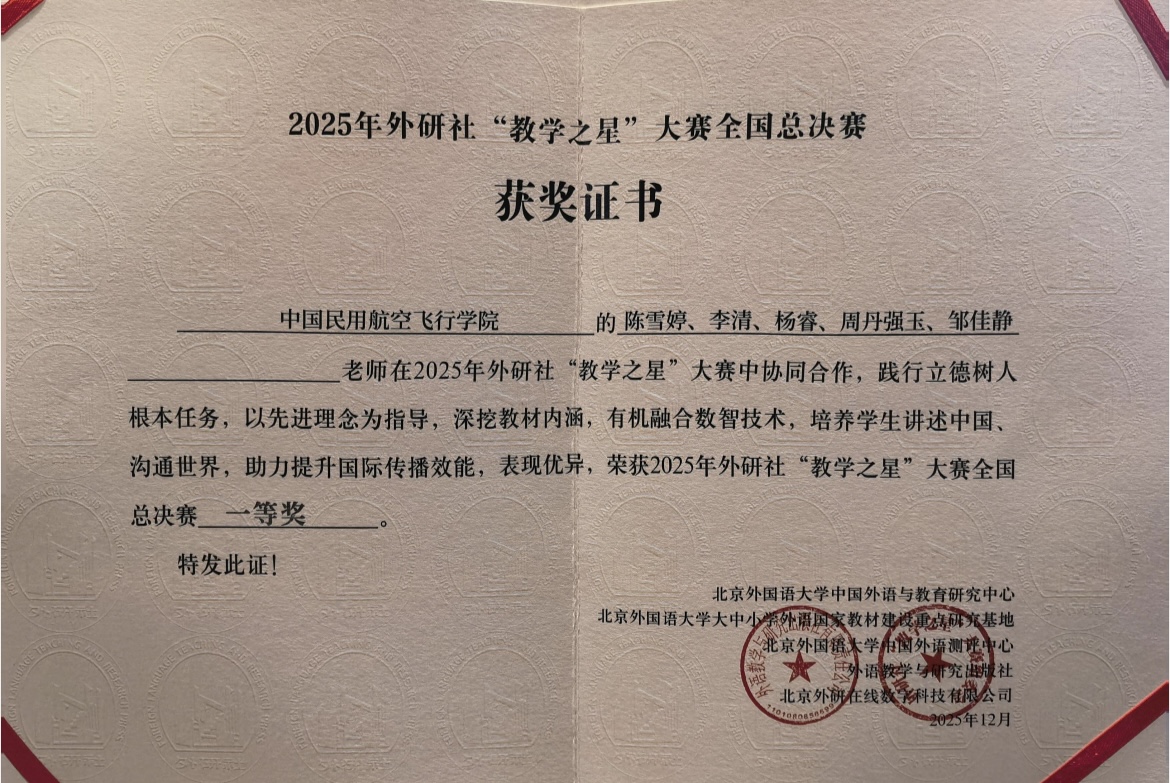 2025年外研社“教学之星”大赛全国总决赛
获奖证书
中国民用航空飞行学院的陈雪婷、李清、杨睿、周丹强玉、邹佳静
老师在2025年外研社“教学之星”大赛中协同合作，践行立德树人
根本任务，以先进理念为指导，深挖教材内涵，有机融合数智技术，培养学生讲述中国、
沟通世界，助力提升国际传播效能，表现优异，荣获2025年外研社“教学之星”大赛全国
总决赛一等奖。
特发此证！
北京外国语大学中国外语与教育研究中心
北京外国语大学大中小学外语国家教材建设重点研究基地
北京外国语大学中国外语测评中心
外语教学与研究出版社
北京外研在线数字科技有限公司
2025年12月